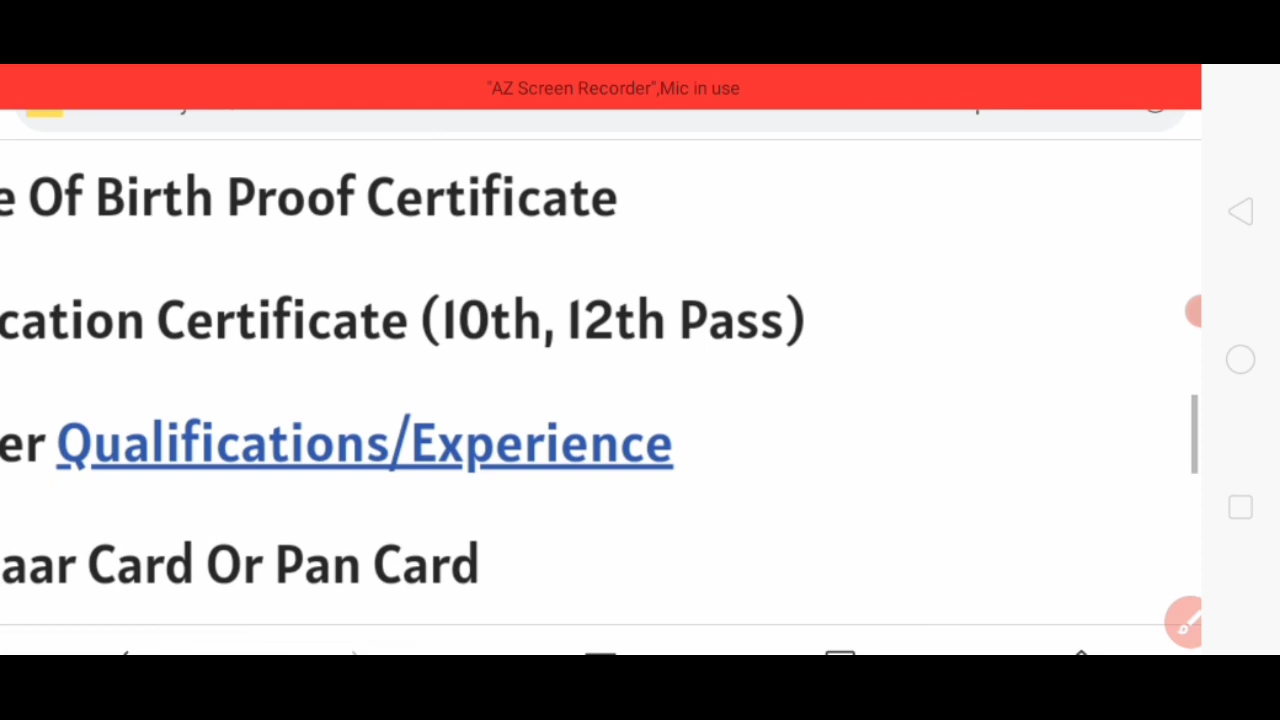 "AZ Screen Recorder",Mic in use
e Of Birth Proof Certificate
cation Certificate (10th, 12th Pass)
er Qualifications/Experience
aar Card Or Pan Card